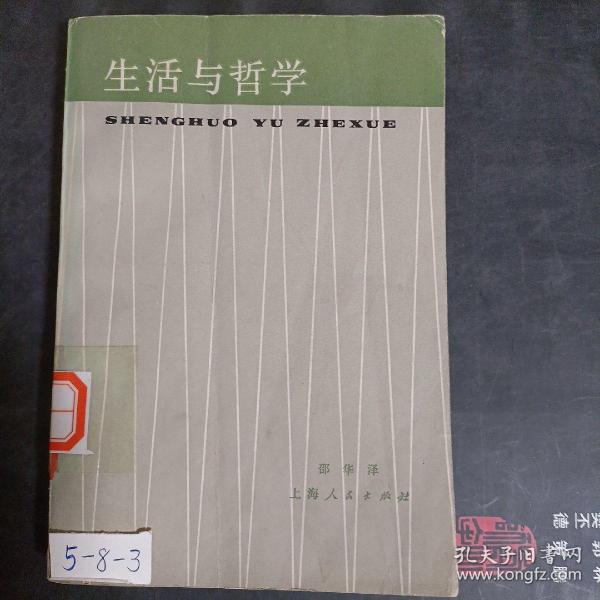 生活与哲学
SHENGHUO YU ZHEXUE
邵华泽
上海人民出版社
5-8-3
孔夫子旧书网
www.kongfz.com